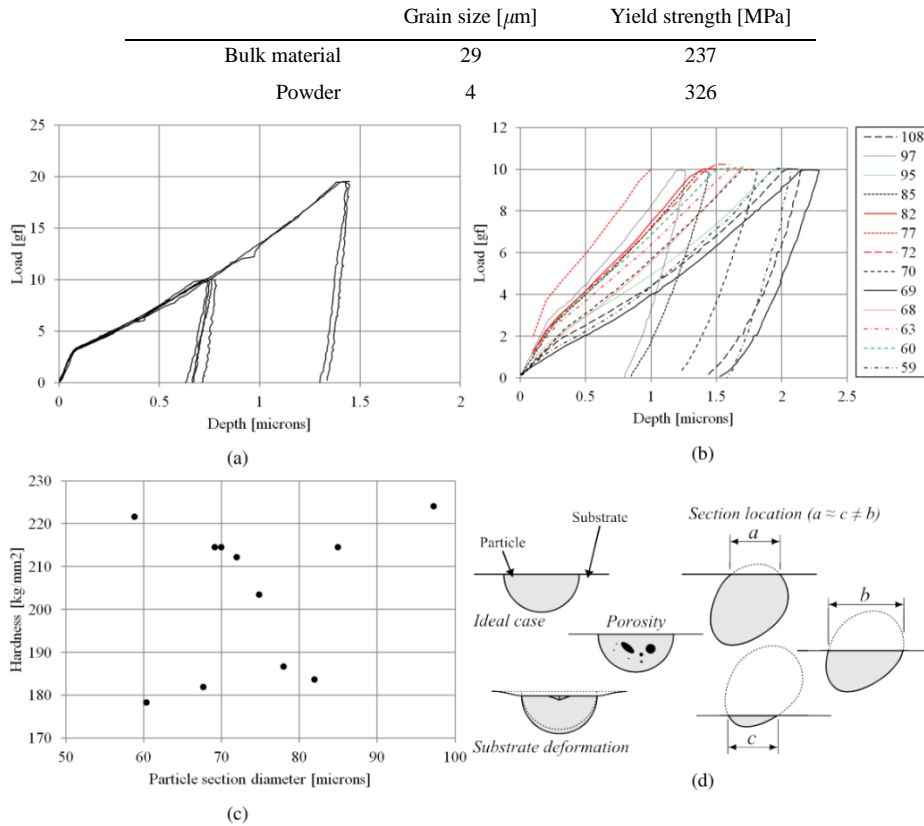 Grain size [μm] Yield strength [MPa]
Bulk material 29 237
Powder 4 326
25
20
15
10
5
0
Load [gf]
0 0.5 1 1.5 2
Depth [microns]
(a)
12
10
8
6
4
2
0
Load [gf]
0 0.5 1 1.5 2 2.5
Depth [microns]
(b)
108
97
95
85
82
77
72
70
69
68
63
60
59
230
220
210
200
190
180
170
Hardness [kg/mm2]
50 60 70 80 90 100
Particle section diameter [microns]
(c)
Section location (a ≈ c ≠ b)
Substrate
Particle
a
Ideal case
Porosity
b
Substrate deformation
c
(d)